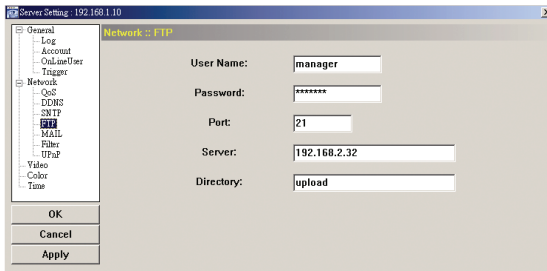 Server Setting : 192.168.1.10
General
Log
Account
OnLineUser
Trigger
Network
QoS
DDNS
SNTP
FTP
MAIL
Filter
UPnP
Video
Color
Time
OK
Cancel
Apply
Network :: FTP
User Name: manager
Password: *******
Port: 21
Server: 192.168.2.32
Directory: upload